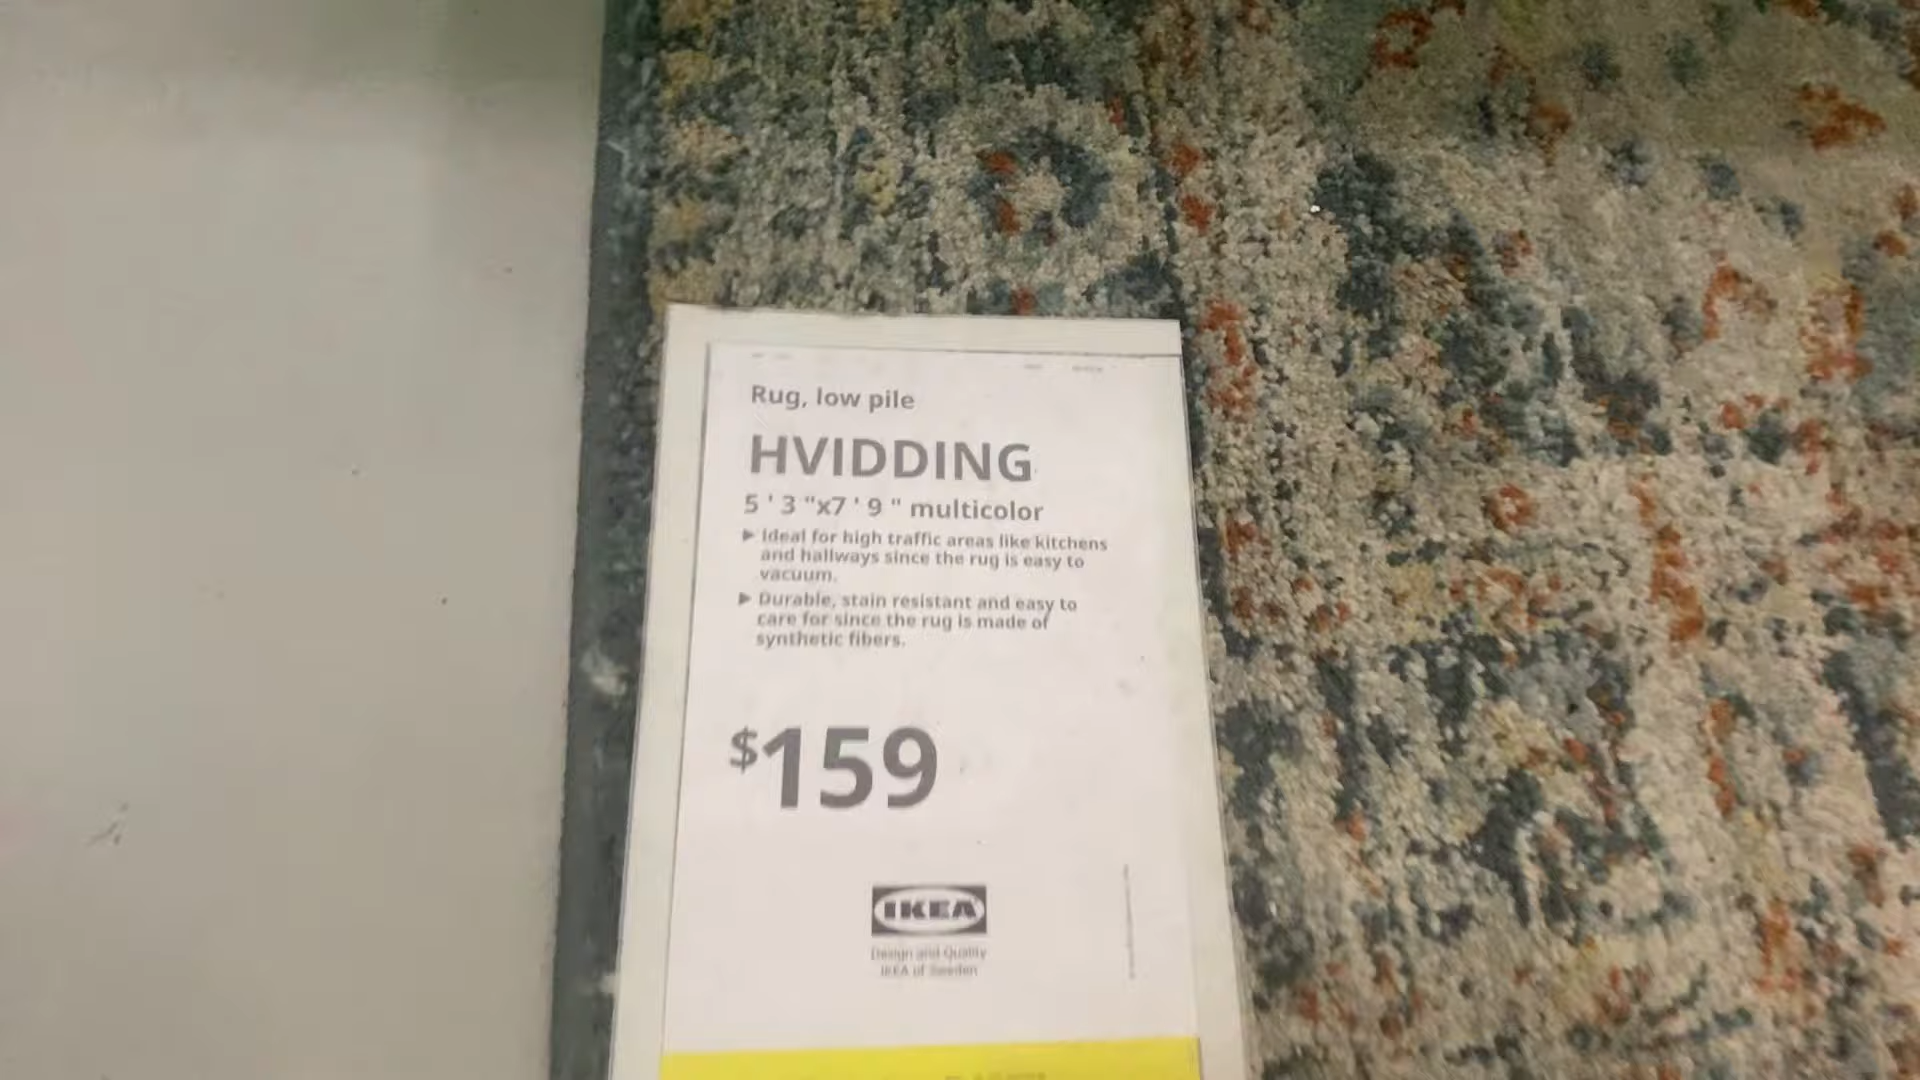 Rug, low pile
HVIDDING
5 ' 3 "x7 ' 9 " multicolor
▶ Ideal for high traffic areas like kitchens
and hallways since the rug is easy to
vacuum.
▶ Durable, stain resistant and easy to
care for since the rug is made of
synthetic fibers.
$159
IKEA
Design and Quality
IKEA of Sweden